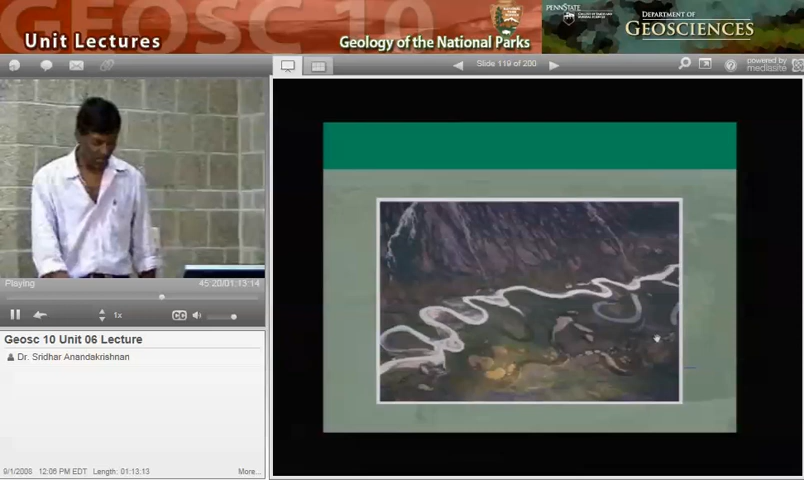 GEOSC 10
Unit Lectures
Geology of the National Parks
PENNSTATE
DEPARTMENT OF
GEOSCIENCES
Slide 119 of 200
powered by
mediasite
Playing
45:20/01:13:14
1x
CC
Geosc 10 Unit 06 Lecture
Dr. Sridhar Anandakrishnan
9/1/2008
12:06 PM EDT
Length: 01:13:13
More...